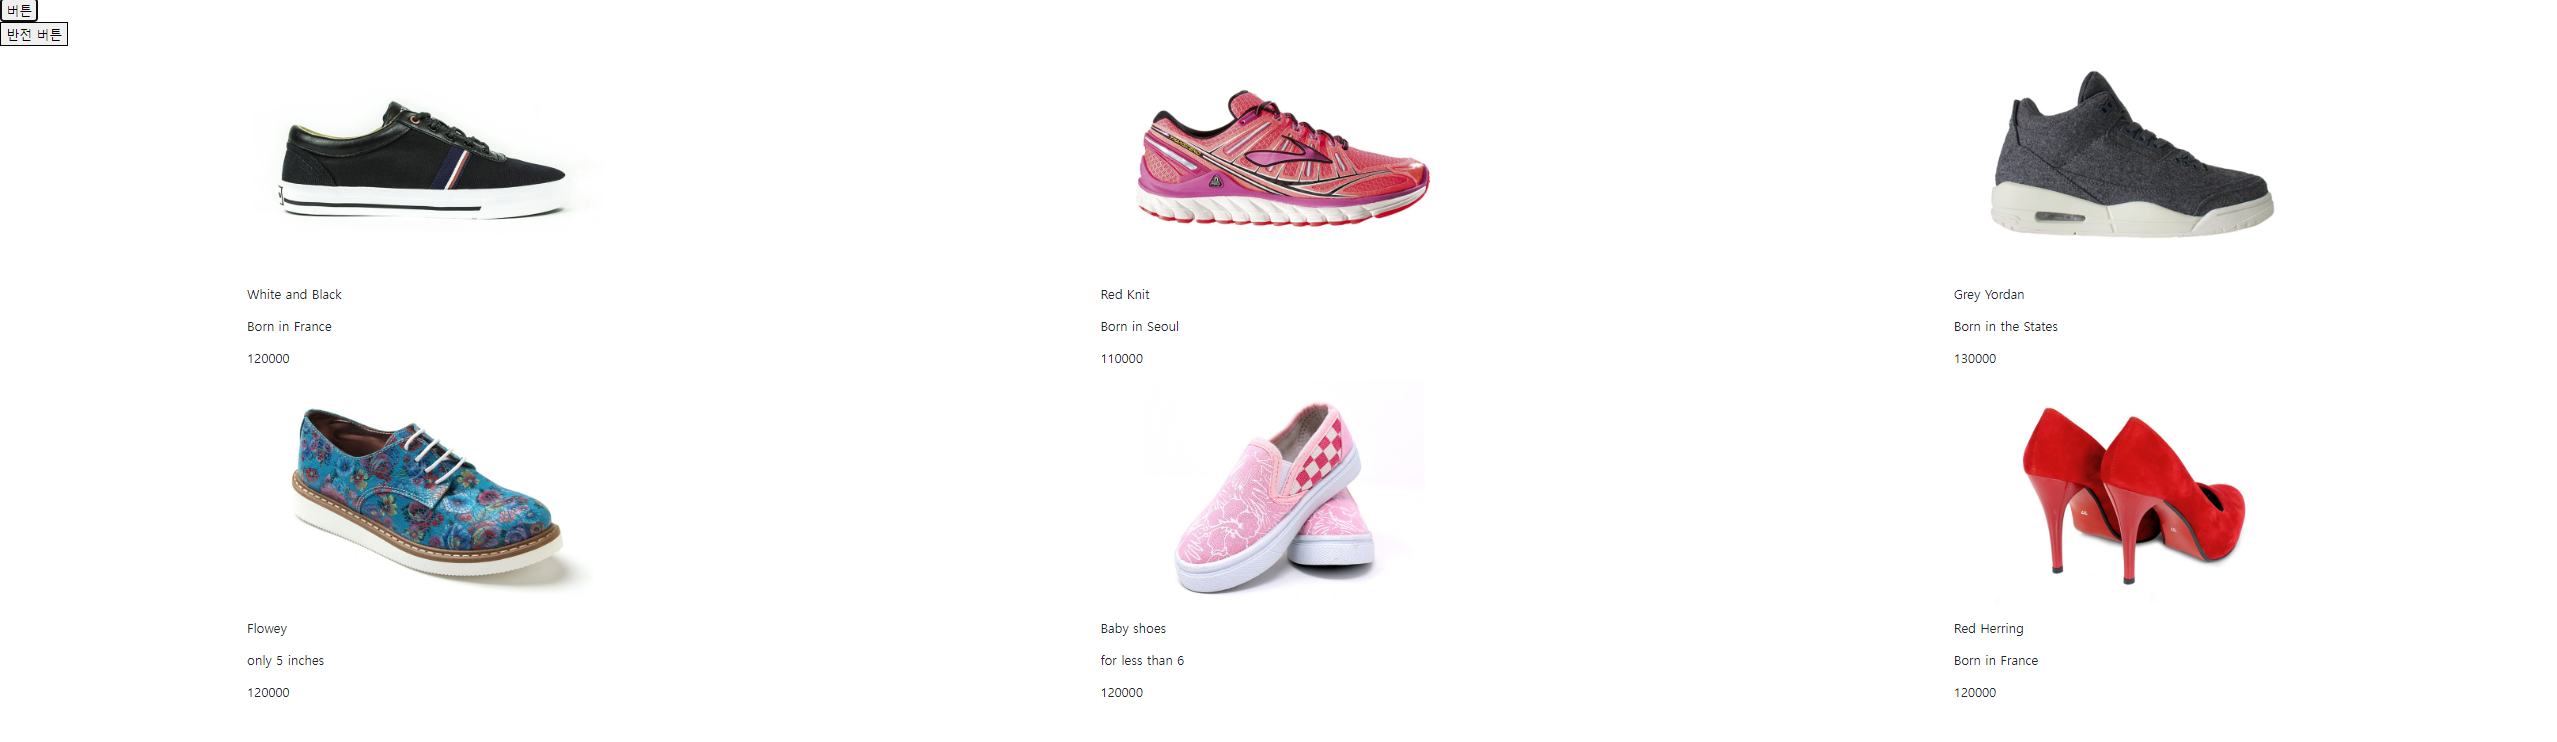 버튼
반전 버튼
White and Black
Born in France
120000
Red Knit
Born in Seoul
110000
Grey Yordan
Born in the States
130000
Flowey
only 5 inches
120000
Baby shoes
for less than 6
120000
Red Herring
Born in France
120000